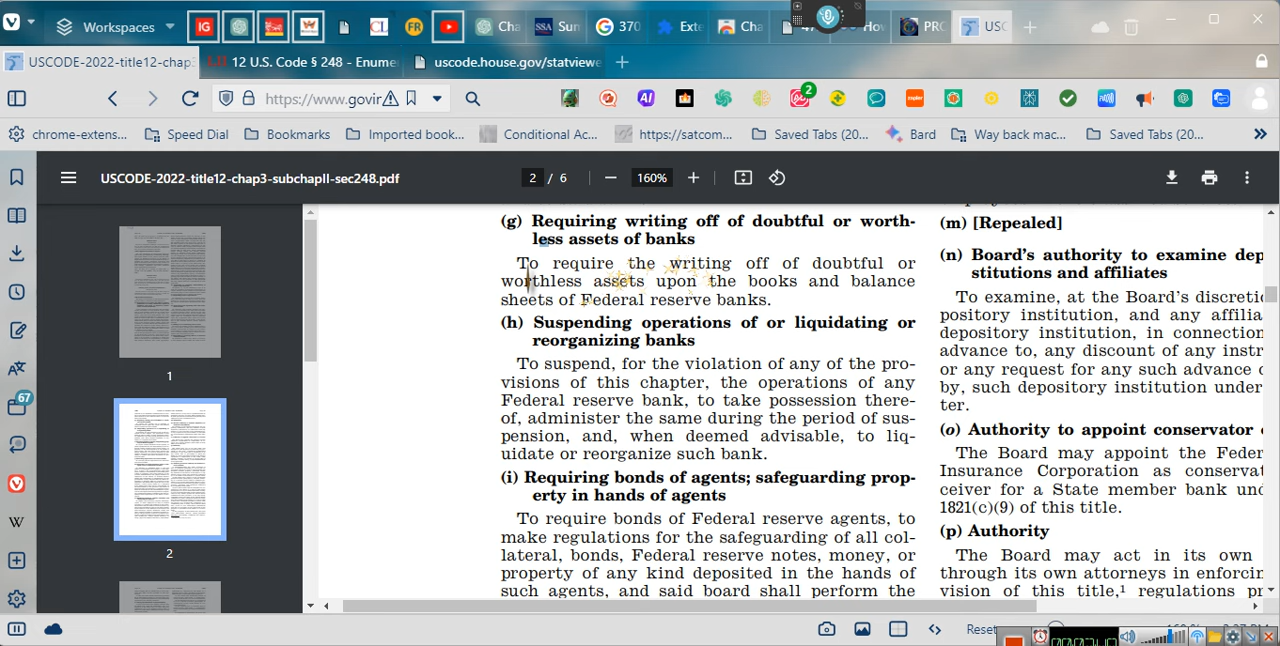 Workspaces
IG
CL
FR
Cha
SSA
Sun
370
Exte
Cha
47
Hov
PRC
USC
USCODE-2022-title12-chap3
12 U.S. Code § 248 - Enume
uscode.house.gov/statviewe
https://www.govir
2
chrome-extens...
Speed Dial
Bookmarks
Imported book...
Conditional Ac...
https://satcom...
Saved Tabs (20...
Bard
Way back mac...
Saved Tabs (20...
USCODE-2022-title12-chap3-subchapII-sec248.pdf
2 / 6
160%
67
W
1
2
(g) Requiring writing off of doubtful or worth-
less assets of banks
To require the writing off of doubtful or
worthless assets upon the books and balance
sheets of Federal reserve banks.
(h) Suspending operations of or liquidating or
reorganizing banks
To suspend, for the violation of any of the pro-
visions of this chapter, the operations of any
Federal reserve bank, to take possession there-
of, administer the same during the period of sus-
pension, and, when deemed advisable, to liq-
uidate or reorganize such bank.
(i) Requiring bonds of agents; safeguarding prop-
erty in hands of agents
To require bonds of Federal reserve agents, to
make regulations for the safeguarding of all col-
lateral, bonds, Federal reserve notes, money, or
property of any kind deposited in the hands of
such agents, and said board shall perform the
(m) [Repealed]
(n) Board's authority to examine dep
stitutions and affiliates
To examine, at the Board's discretic
pository institution, and any affilia
depository institution, in connection
advance to, any discount of any instr
or any request for any such advance o
by, such depository institution under
ter.
(o) Authority to appoint conservator o
The Board may appoint the Feder
Insurance Corporation as conservat
ceiver for a State member bank und
1821(c)(9) of this title.
(p) Authority
The Board may act in its own
through its own attorneys in enforcin
vision of this title,1 regulations pr
Reset